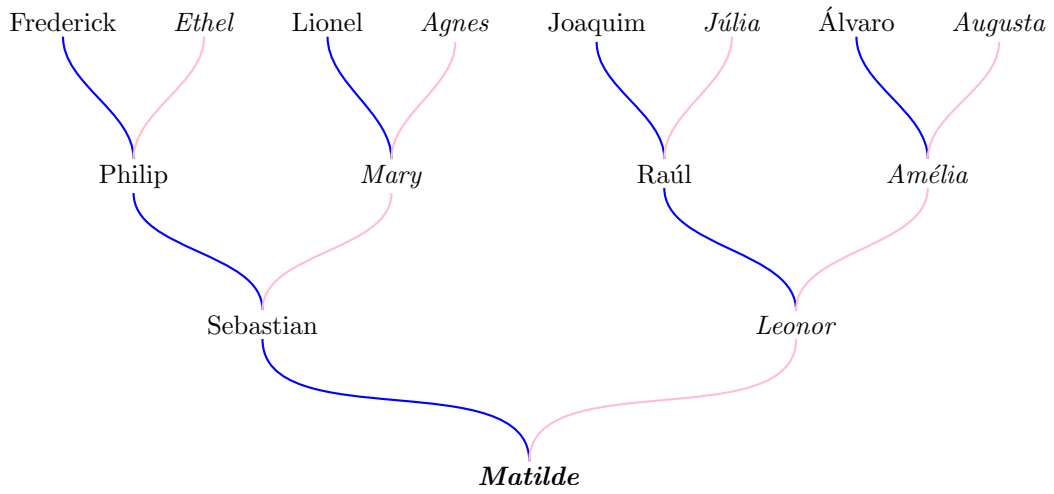 Frederick Ethel Lionel Agnes Joaquim Júlia Álvaro Augusta
Philip Mary Raúl Amélia
Sebastian Leonor
Matilde